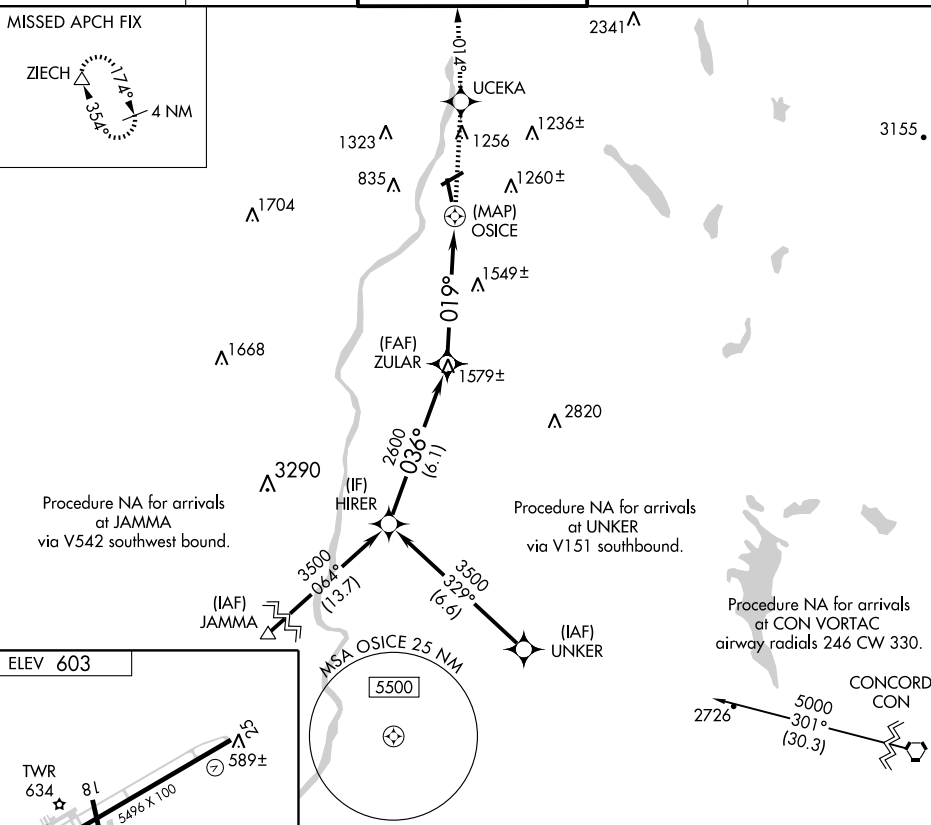 MISSED APCH FIX
ZIECH
174°
354°
4 NM
014°
2341
UCEKA
1323
1256
1236±
3155
835
1260±
1704
(MAP)
OSICE
1549±
019°
1668
(FAF)
ZULAR
1579±
2820
2600
036°
(6.1)
3290
(IF)
HIRER
Procedure NA for arrivals
at JAMMA
via V542 southwest bound.
Procedure NA for arrivals
at UNKER
via V151 southbound.
3500
064°
(13.7)
3500
329°
(6.6)
(IAF)
JAMMA
(IAF)
UNKER
Procedure NA for arrivals
at CON VORTAC
airway radials 246 CW 330.
MSA OSICE 25 NM
5500
CONCORD
CON
2726
5000
301°
(30.3)
ELEV 603
25
589±
TWR
634
18
5496 X 100